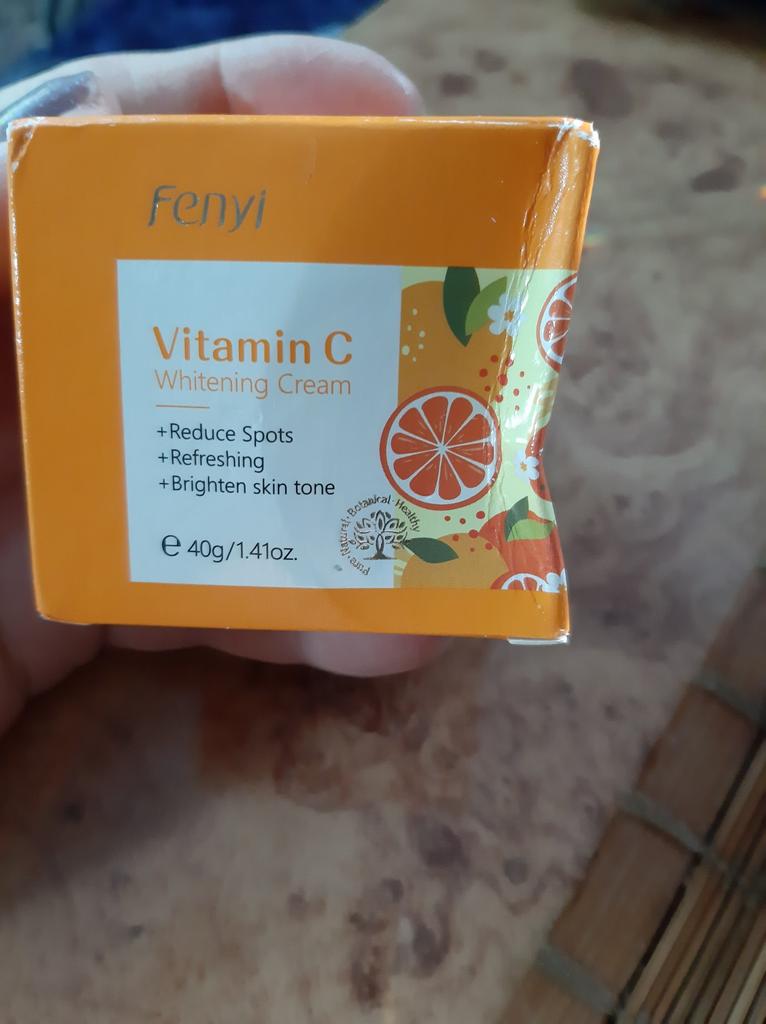 Fenyi
Vitamin C
Whitening Cream
+Reduce Spots
+Refreshing
+Brighten skin tone
℮ 40g/1.41oz.
Pure · Natural · Botanical · Healthy